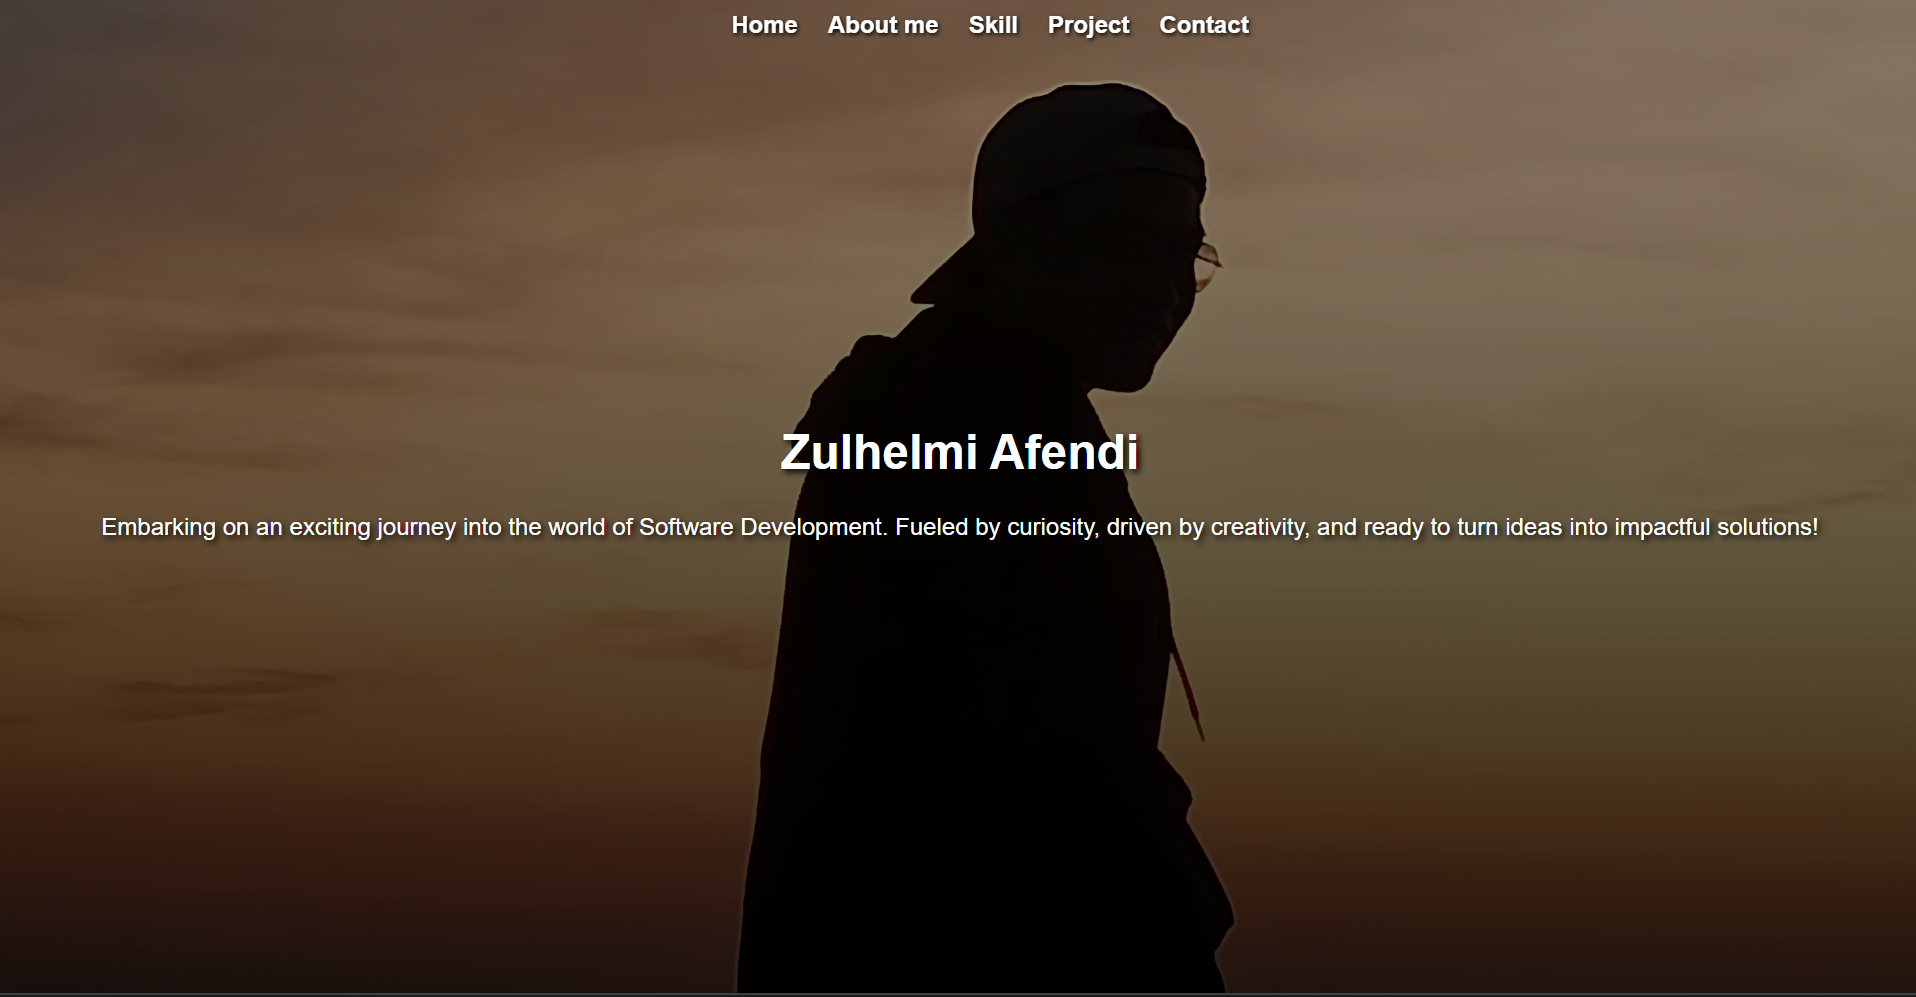 Home About me Skill Project Contact
Zulhelmi Afendi
Embarking on an exciting journey into the world of Software Development. Fueled by curiosity, driven by creativity, and ready to turn ideas into impactful solutions!